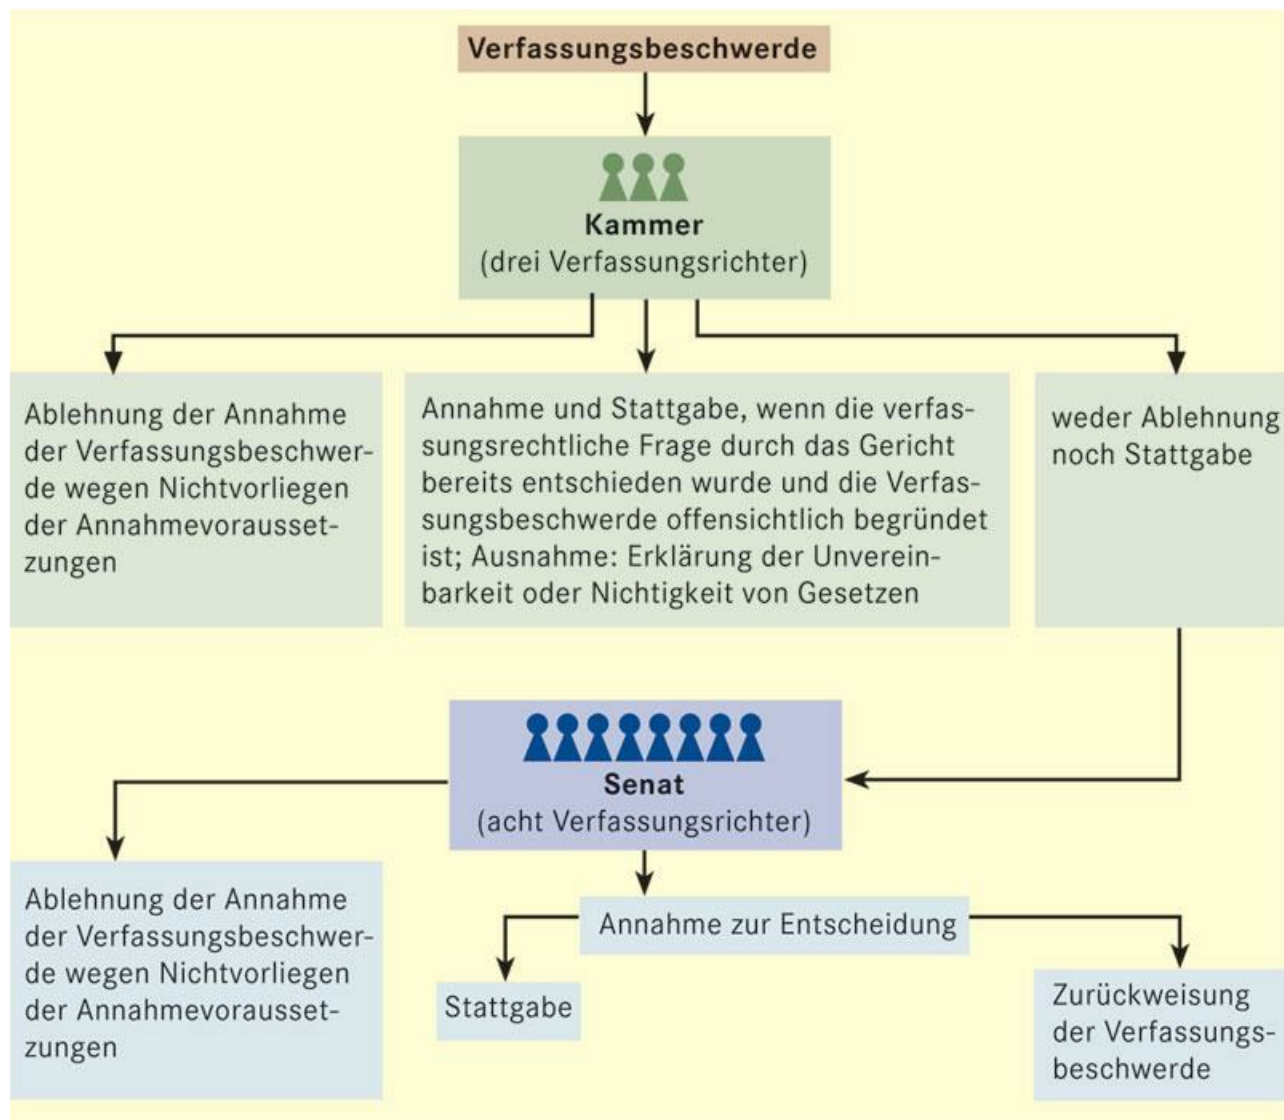 Verfassungsbeschwerde
Kammer
(drei Verfassungsrichter)
Ablehnung der Annahme
der Verfassungsbeschwer-
de wegen Nichtvorliegen
der Annahmevorausset-
zungen
Annahme und Stattgabe, wenn die verfas-
sungsrechtliche Frage durch das Gericht
bereits entschieden wurde und die Verfas-
sungsbeschwerde offensichtlich begründet
ist; Ausnahme: Erklärung der Unverein-
barkeit oder Nichtigkeit von Gesetzen
weder Ablehnung
noch Stattgabe
Senat
(acht Verfassungsrichter)
Ablehnung der Annahme
der Verfassungsbeschwer-
de wegen Nichtvorliegen
der Annahmevorausset-
zungen
Annahme zur Entscheidung
Stattgabe
Zurückweisung
der Verfassungs-
beschwerde